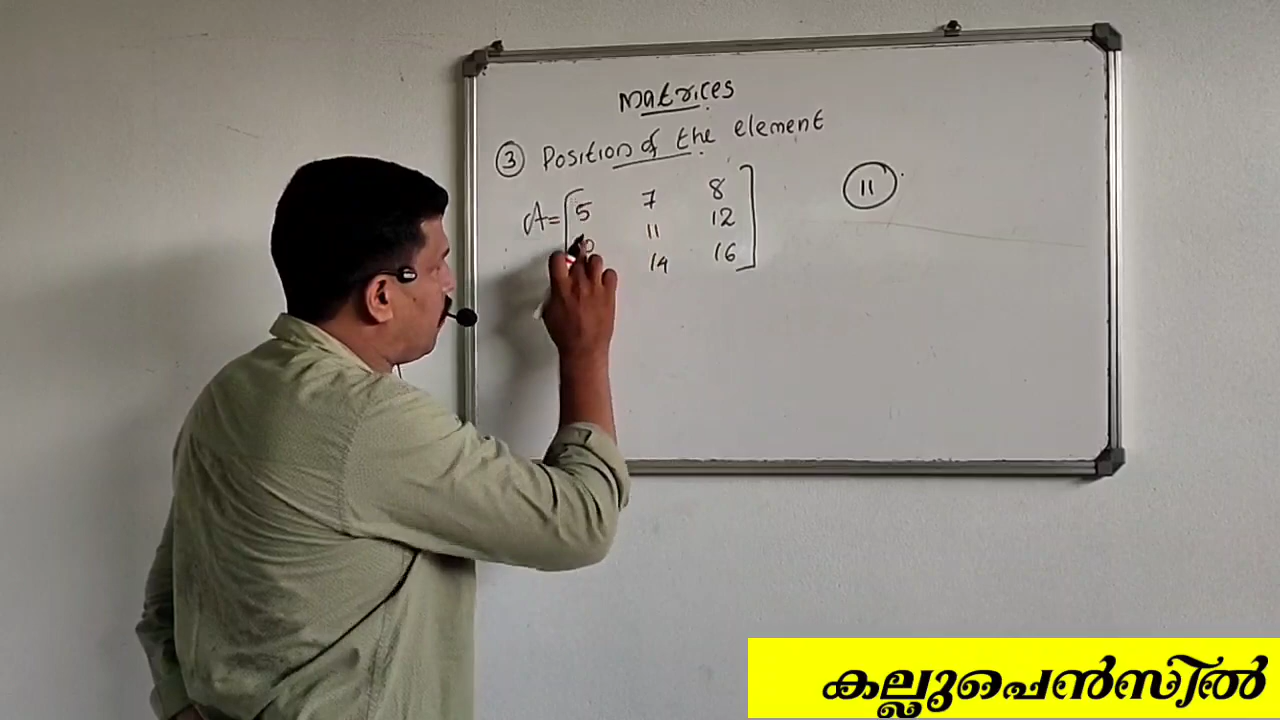 Matrices
③ Position of the element
A = 5 7 8 11
11 12
14 16
കല്ലുപെൻസിൽ